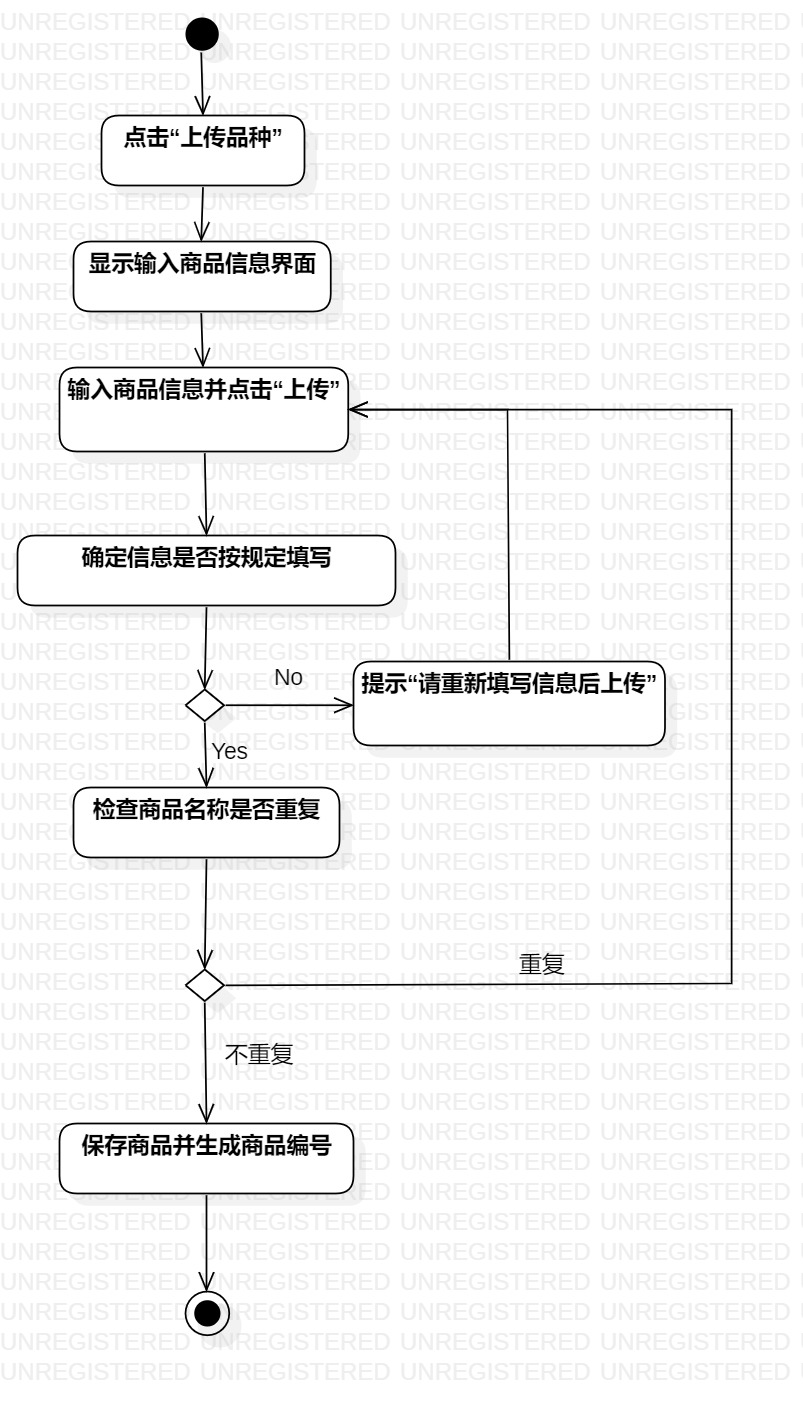 点击“上传品种”
显示输入商品信息界面
输入商品信息并点击“上传”
确定信息是否按规定填写
No
提示“请重新填写信息后上传”
Yes
检查商品名称是否重复
重复
不重复
保存商品并生成商品编号
UNREGISTERED